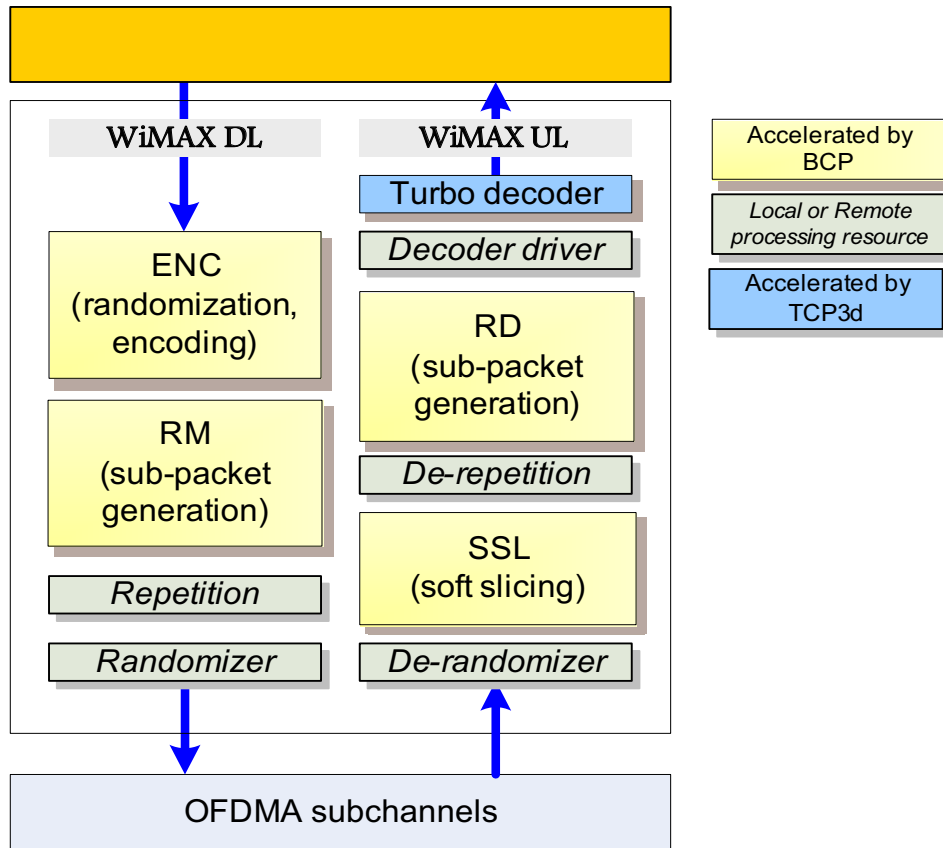 WiMAX DL
WiMAX UL
Turbo decoder
Decoder driver
ENC
(randomization,
encoding)
RD
(sub-packet
generation)
RM
(sub-packet
generation)
De-repetition
SSL
(soft slicing)
Repetition
Randomizer
De-randomizer
OFDMA subchannels
Accelerated by
BCP
Local or Remote
processing resource
Accelerated by
TCP3d